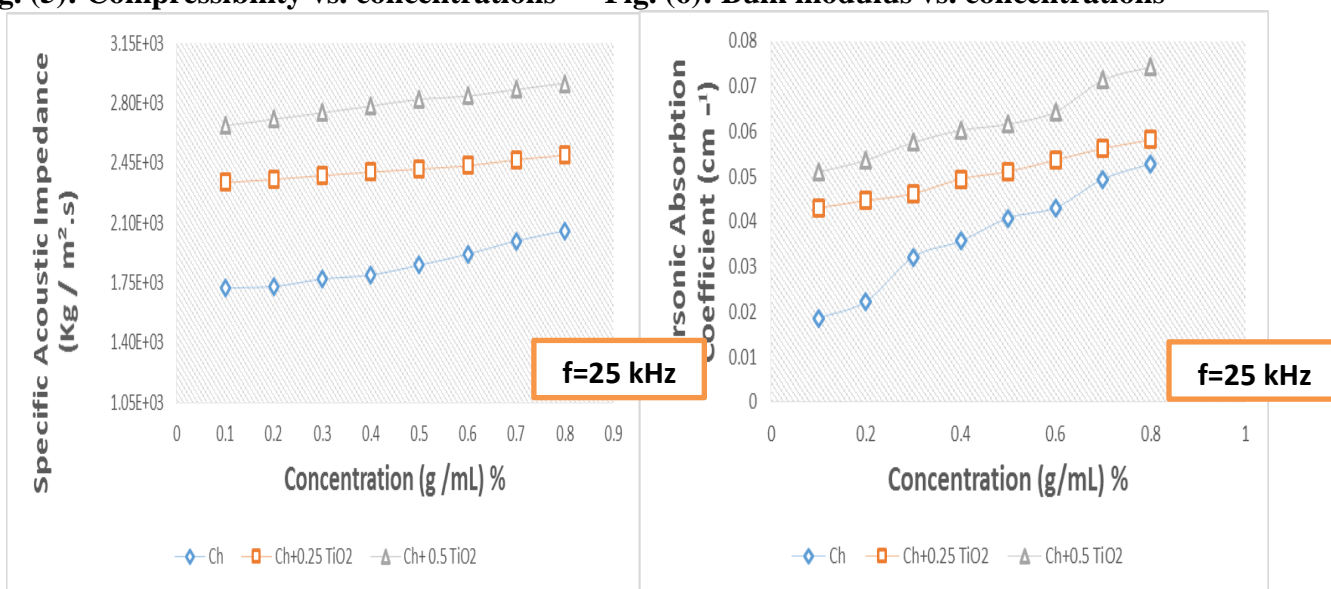 g. (5): Compressibility vs. concentrations Fig. (6): Bulk modulus vs. concentrations
Specific Acoustic Impedance
(Kg / m².s)
3.15E+03
2.80E+03
2.45E+03
2.10E+03
1.75E+03
1.40E+03
1.05E+03
0 0.1 0.2 0.3 0.4 0.5 0.6 0.7 0.8 0.9
Concentration (g /mL) %
f=25 kHz
Ch Ch+0.25 TiO2 Ch+ 0.5 TiO2
rsonic Absorbtion
Coefficient (cm ⁻¹)
0.08
0.07
0.06
0.05
0.04
0.03
0.02
0.01
0
0 0.2 0.4 0.6 0.8 1
Concentration (g/mL) %
f=25 kHz
Ch Ch+0.25 TiO2 Ch+ 0.5 TiO2